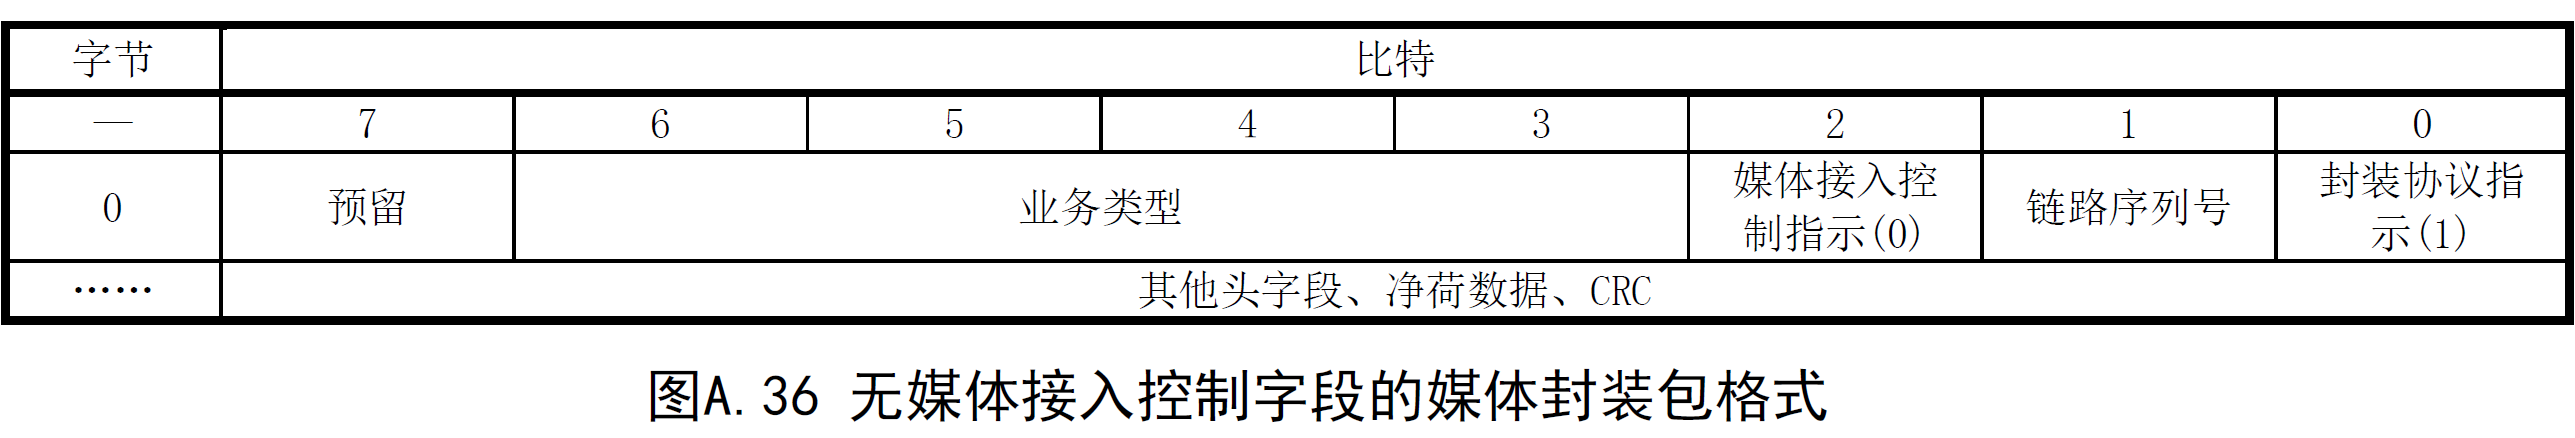 字节 比特
— 7 6 5 4 3 2 1 0
0 预留 业务类型 媒体接入控 链路序列号 封装协议指
制指示(0) 示(1)
…… 其他头字段、净荷数据、CRC
图A.36 无媒体接入控制字段的媒体封装包格式